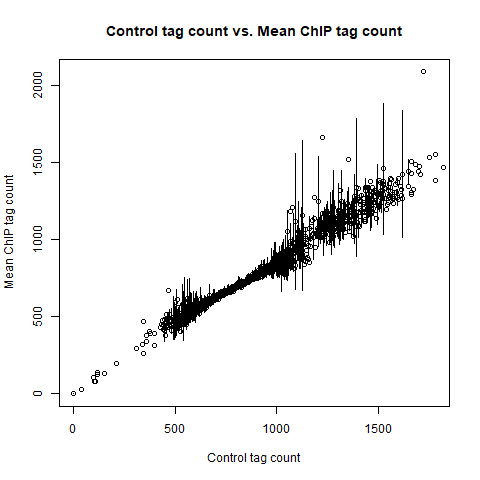 Control tag count vs. Mean ChIP tag count
Mean ChIP tag count
2000
1500
1000
500
0
0 500 1000 1500
Control tag count